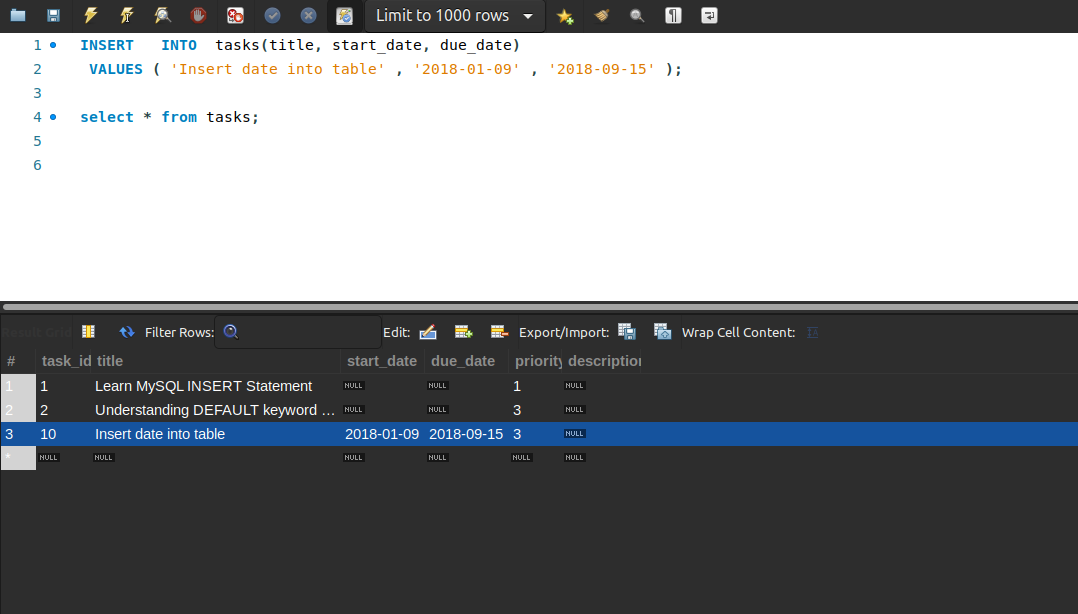 Limit to 1000 rows
1 INSERT   INTO  tasks(title, start_date, due_date)
2 VALUES ( 'Insert date into table' , '2018-01-09' , '2018-09-15' );
3
4 select * from tasks;
5
6
Result Grid Filter Rows: Edit: Export/Import: Wrap Cell Content: IA
# task_id title start_date due_date priority description
1 1 Learn MySQL INSERT Statement NULL NULL 1 NULL
2 2 Understanding DEFAULT keyword … NULL NULL 3 NULL
3 10 Insert date into table 2018-01-09 2018-09-15 3 NULL
* NULL NULL NULL NULL NULL NULL